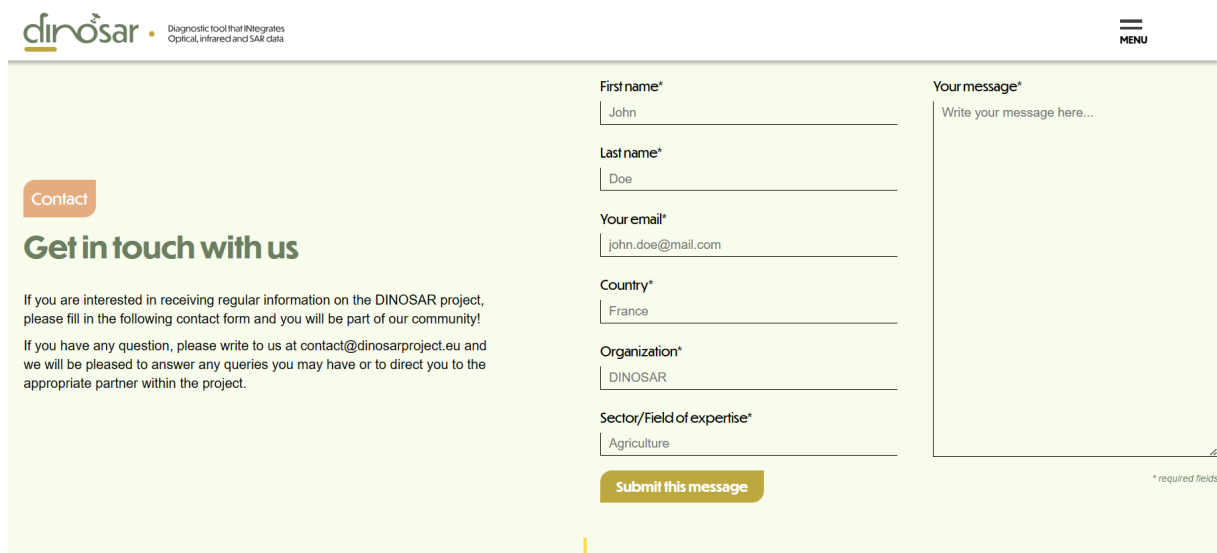 dinosar
Diagnostic tool that INtegrates
Optical, infrared and SAR data
MENU
Contact
Get in touch with us
If you are interested in receiving regular information on the DINOSAR project,
please fill in the following contact form and you will be part of our community!
If you have any question, please write to us at contact@dinosarproject.eu and
we will be pleased to answer any queries you may have or to direct you to the
appropriate partner within the project.
First name*
John
Last name*
Doe
Your email*
john.doe@mail.com
Country*
France
Organization*
DINOSAR
Sector/Field of expertise*
Agriculture
Submit this message
Your message*
Write your message here...
* required fields